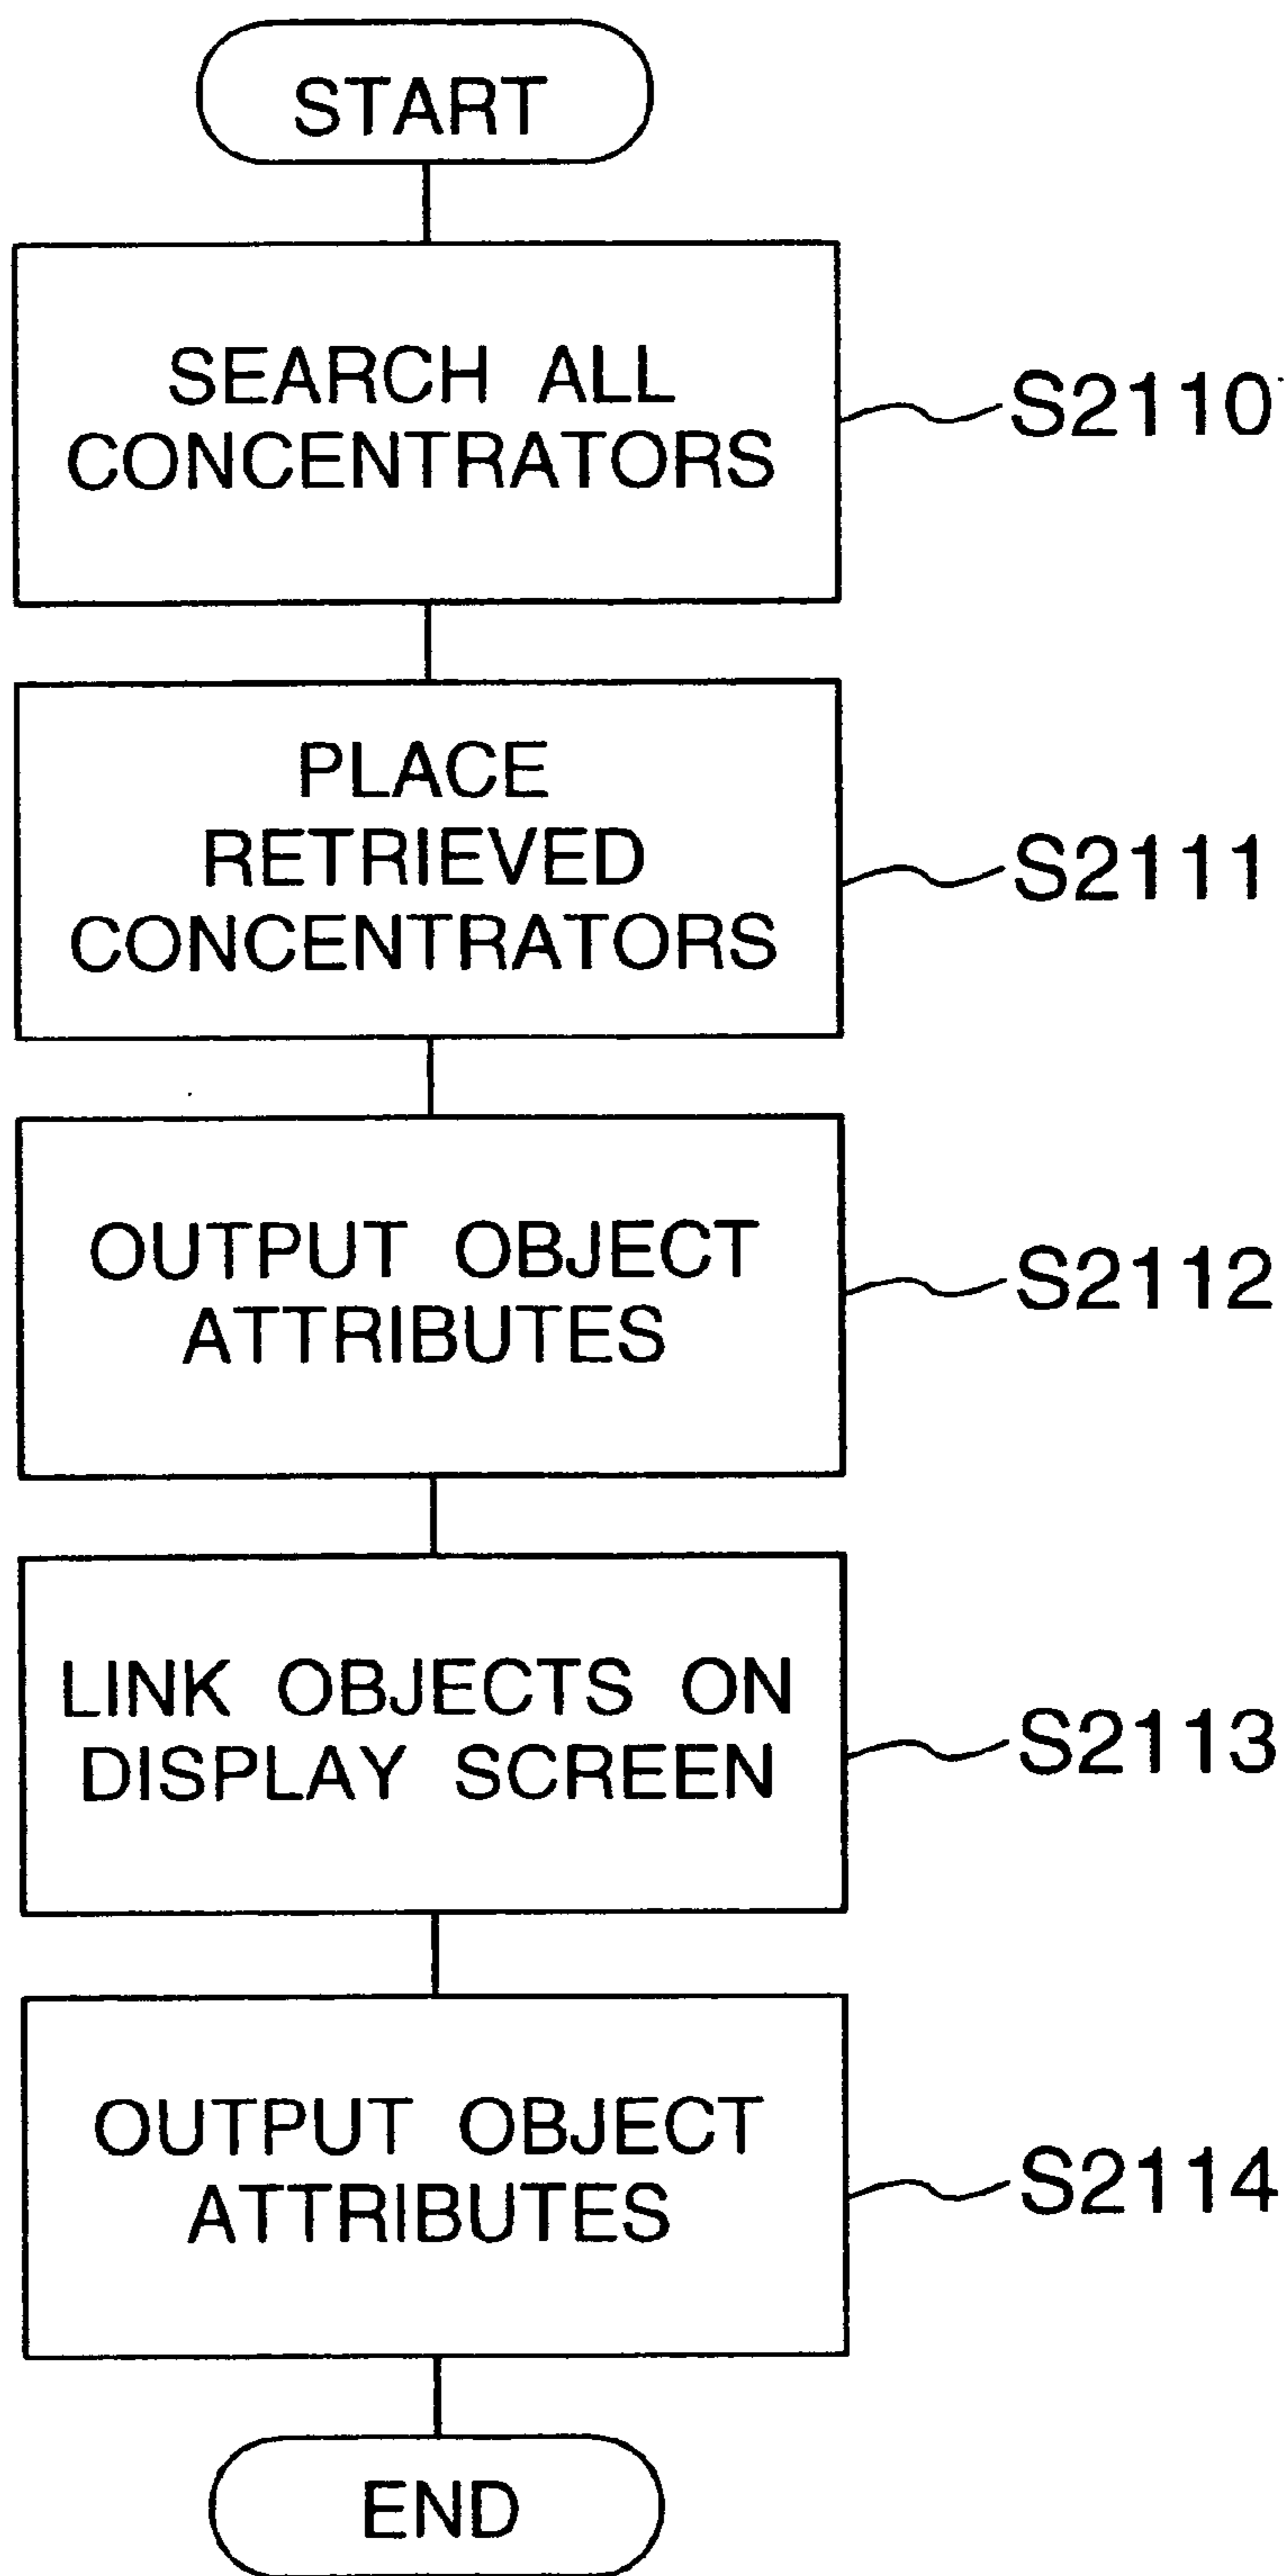 START
SEARCH ALL
CONCENTRATORS
S2110
PLACE
RETRIEVED
CONCENTRATORS
S2111
OUTPUT OBJECT
ATTRIBUTES
S2112
LINK OBJECTS ON
DISPLAY SCREEN
S2113
OUTPUT OBJECT
ATTRIBUTES
S2114
END